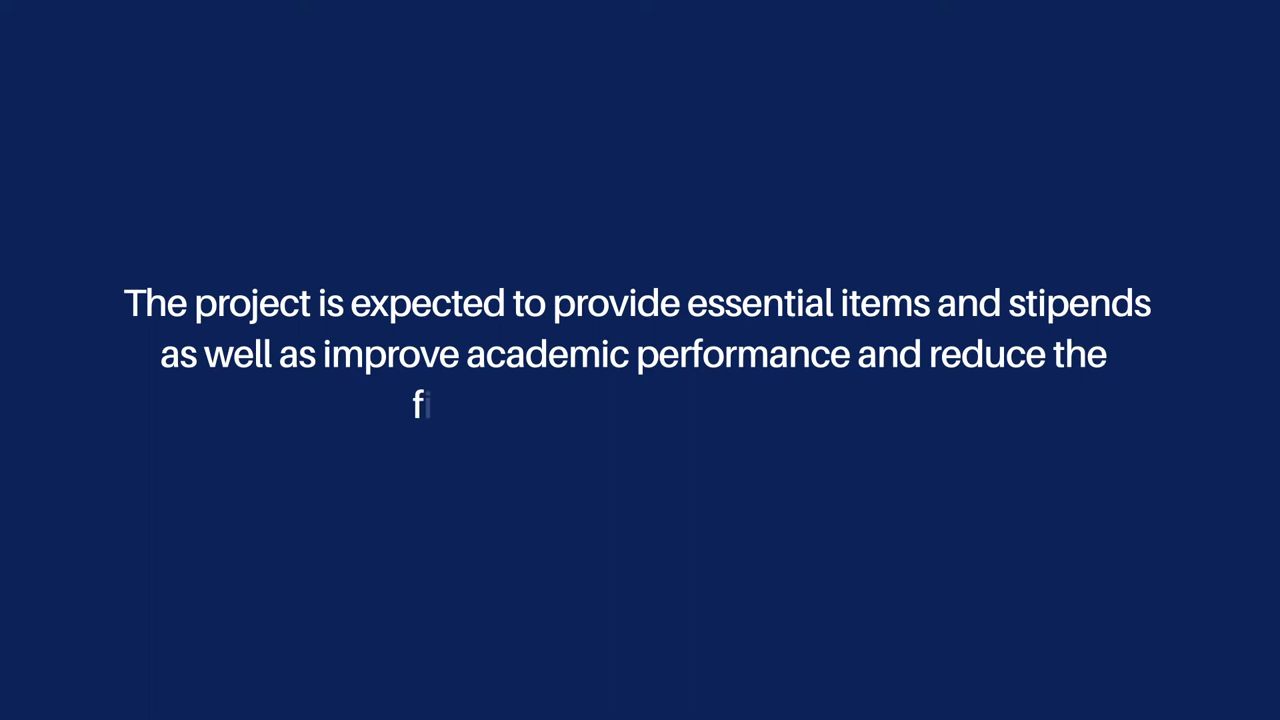 The project is expected to provide essential items and stipends
as well as improve academic performance and reduce the
fi